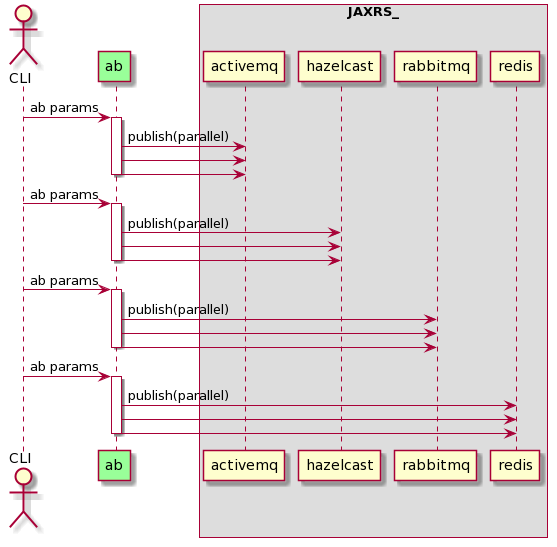 JAXRS_
CLI
ab
activemq
hazelcast
rabbitmq
redis
ab params
publish(parallel)
ab params
publish(parallel)
ab params
publish(parallel)
ab params
publish(parallel)
CLI
ab
activemq
hazelcast
rabbitmq
redis